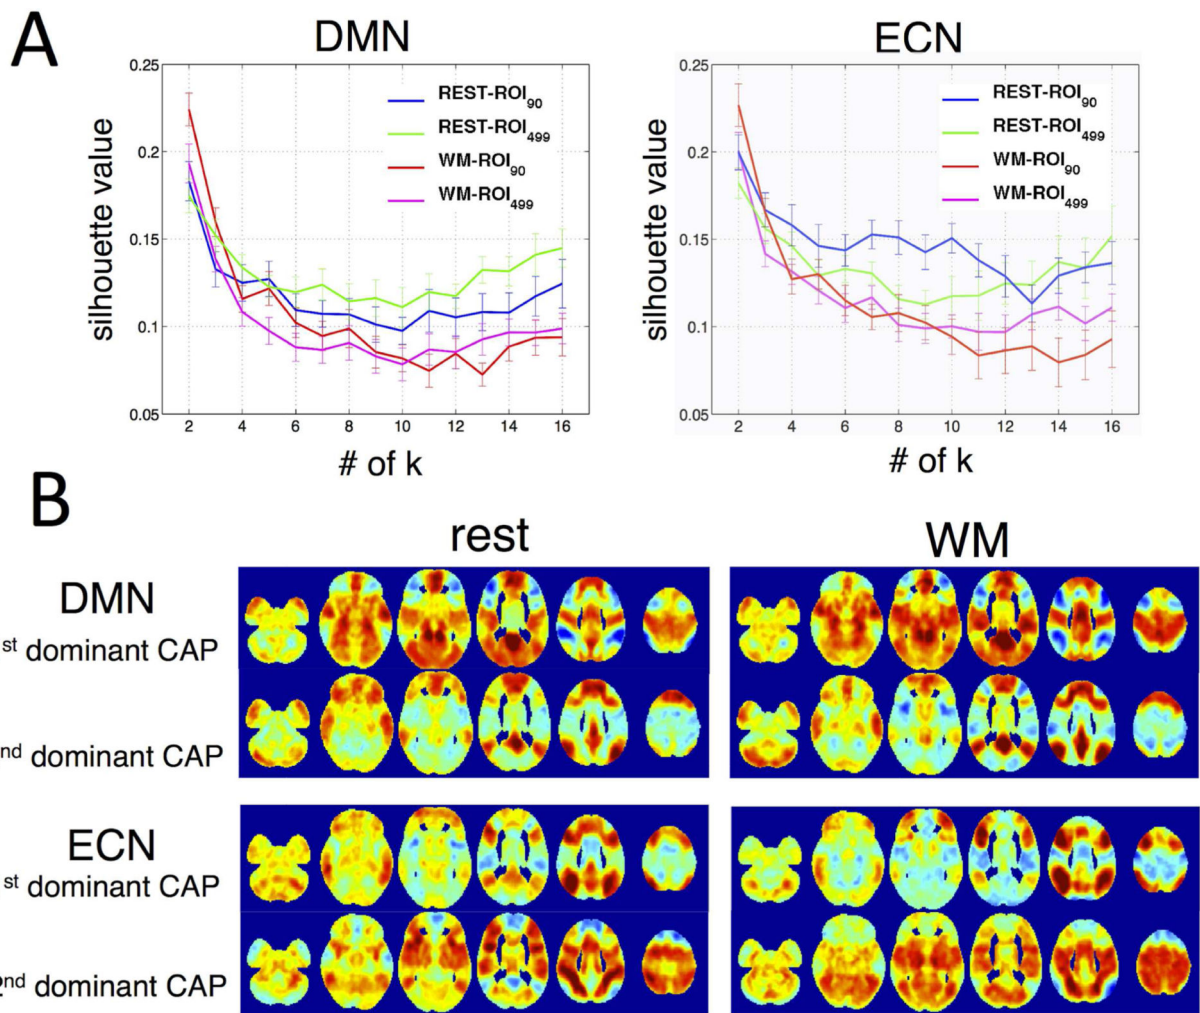 A
DMN
ECN
silhouette value
0.25
0.2
0.15
0.1
0.05
REST-ROI90
REST-ROI499
WM-ROI90
WM-ROI499
2 4 6 8 10 12 14 16
# of k
silhouette value
0.25
0.2
0.15
0.1
0.05
REST-ROI90
REST-ROI499
WM-ROI90
WM-ROI499
2 4 6 8 10 12 14 16
# of k
B
rest
WM
DMN
st dominant CAP
nd dominant CAP
ECN
st dominant CAP
2nd dominant CAP